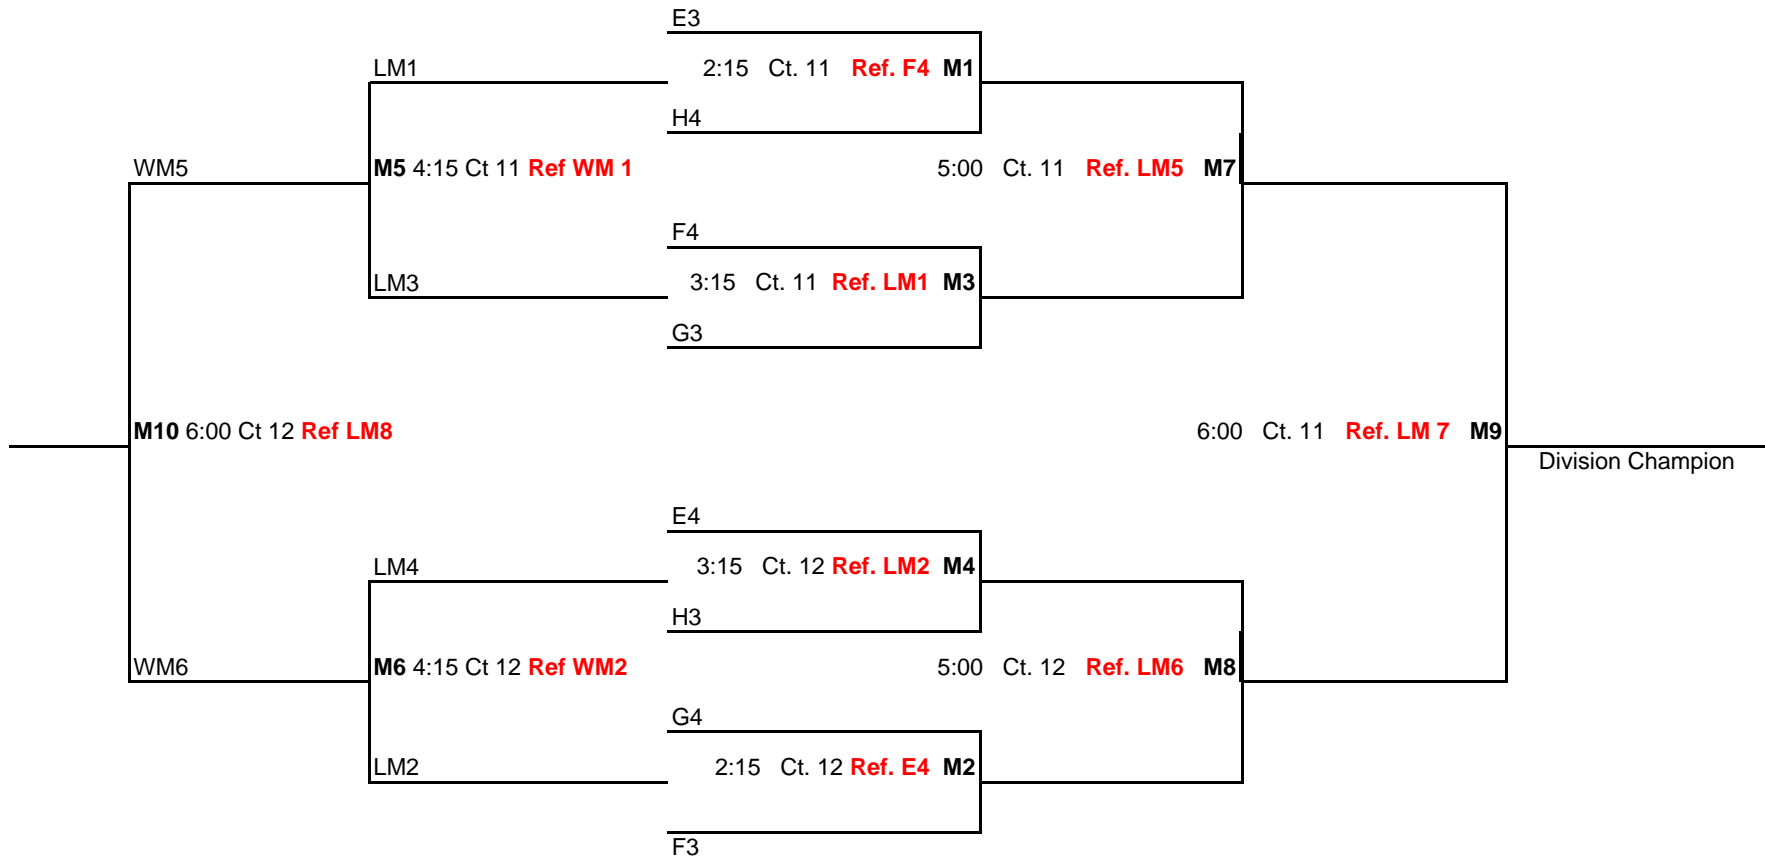 E3
LM1
2:15 Ct. 11 Ref. F4 M1
H4
WM5
M5 4:15 Ct 11 Ref WM 1
5:00 Ct. 11 Ref. LM5 M7
F4
LM3
3:15 Ct. 11 Ref. LM1 M3
G3
M10 6:00 Ct 12 Ref LM8
6:00 Ct. 11 Ref. LM 7 M9
Division Champion
E4
LM4
3:15 Ct. 12 Ref. LM2 M4
H3
WM6
M6 4:15 Ct 12 Ref WM2
5:00 Ct. 12 Ref. LM6 M8
G4
LM2
2:15 Ct. 12 Ref. E4 M2
F3